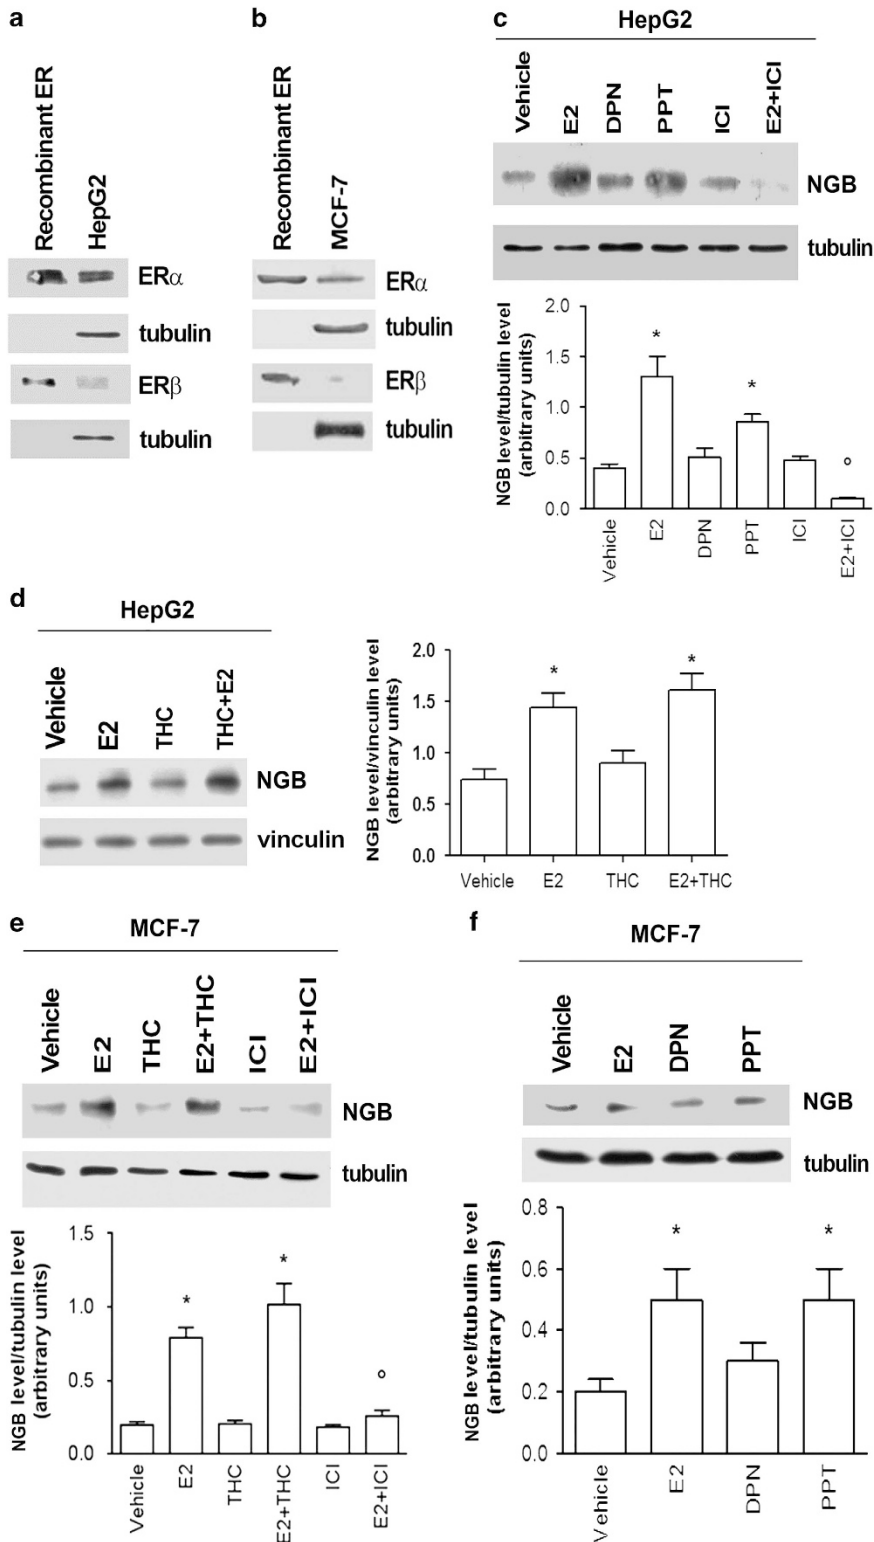 a
Recombinant ER
HepG2
ERα
tubulin
ERβ
tubulin
b
Recombinant ER
MCF-7
ERα
tubulin
ERβ
tubulin
c
HepG2
Vehicle
E2
DPN
PPT
ICI
E2+ICI
NGB
tubulin
NGB level/tubulin level
(arbitrary units)
2.0
1.5
1.0
0.5
0.0
*
*
°
Vehicle
E2
DPN
PPT
ICI
E2+ICI
d
HepG2
Vehicle
E2
THC
THC+E2
NGB
vinculin
NGB level/vinculin level
(arbitrary units)
2.0
1.5
1.0
0.5
0.0
*
*
Vehicle
E2
THC
E2+THC
e
MCF-7
Vehicle
E2
THC
E2+THC
ICI
E2+ICI
NGB
tubulin
NGB level/tubulin level
(arbitrary units)
1.5
1.0
0.5
0.0
*
*
°
Vehicle
E2
THC
E2+THC
ICI
E2+ICI
f
MCF-7
Vehicle
E2
DPN
PPT
NGB
tubulin
NGB level/tubulin level
(arbitrary units)
0.8
0.6
0.4
0.2
0.0
*
*
Vehicle
E2
DPN
PPT